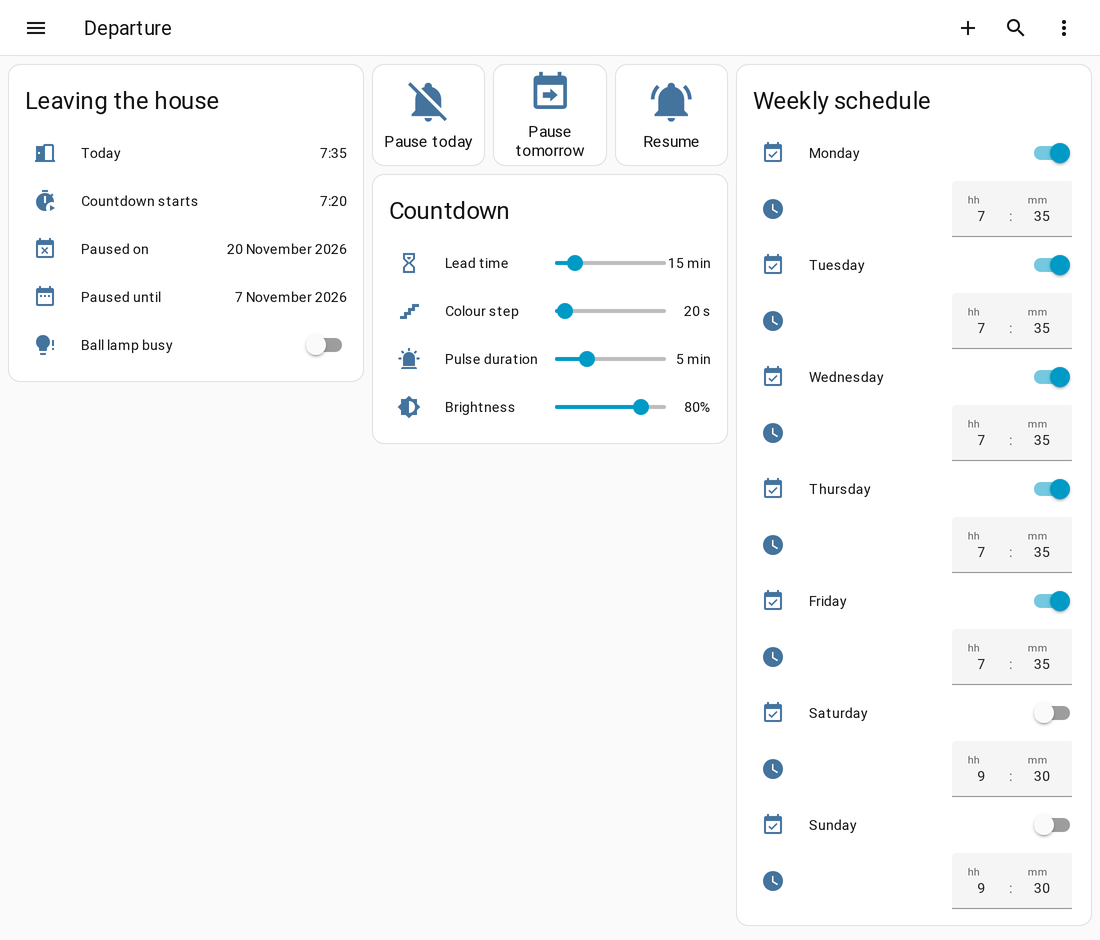 Departure
Leaving the house
Today 7:35
Countdown starts 7:20
Paused on 20 November 2026
Paused until 7 November 2026
Ball lamp busy
Pause today
Pause
tomorrow
Resume
Countdown
Lead time 15 min
Colour step 20 s
Pulse duration 5 min
Brightness 80%
Weekly schedule
Monday
hh mm
7 : 35
Tuesday
hh mm
7 : 35
Wednesday
hh mm
7 : 35
Thursday
hh mm
7 : 35
Friday
hh mm
7 : 35
Saturday
hh mm
9 : 30
Sunday
hh mm
9 : 30